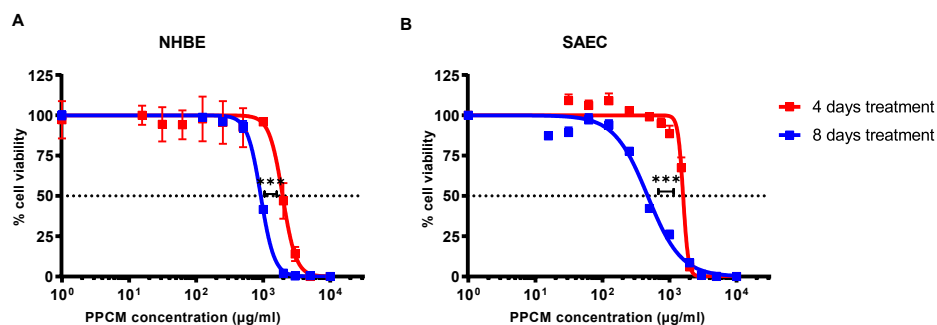 A
NHBE
125
100
75
50
25
0
% cell viability
***
10⁰ 10¹ 10² 10³ 10⁴
PPCM concentration (µg/ml)
B
SAEC
125
100
75
50
25
0
% cell viability
***
10⁰ 10¹ 10² 10³ 10⁴
PPCM concentration (µg/ml)
4 days treatment
8 days treatment